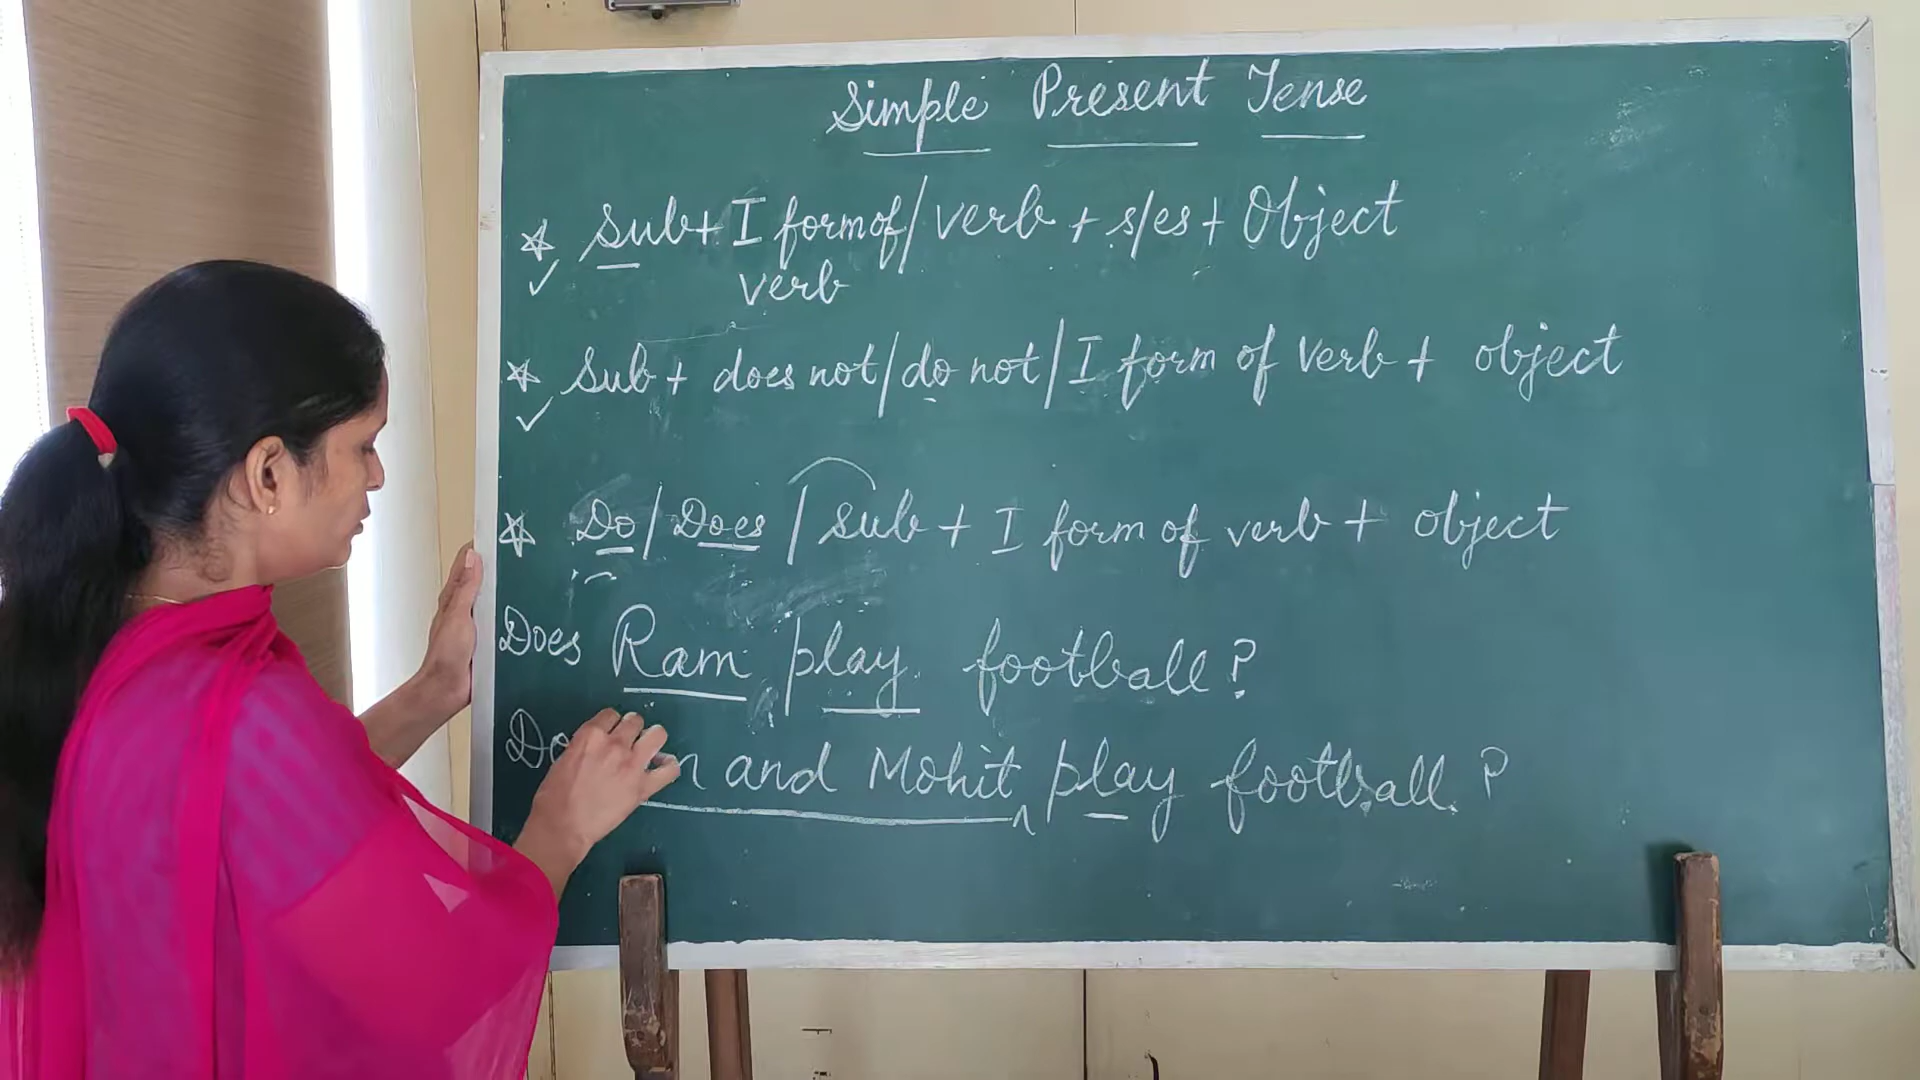 Simple Present Tense
sub + I form of / verb + s/es + Object
verb
sub + does not / do not / I form of verb + object
Do / Does / sub + I form of verb + object
Does Ram play football?
Do and Mohit play football?